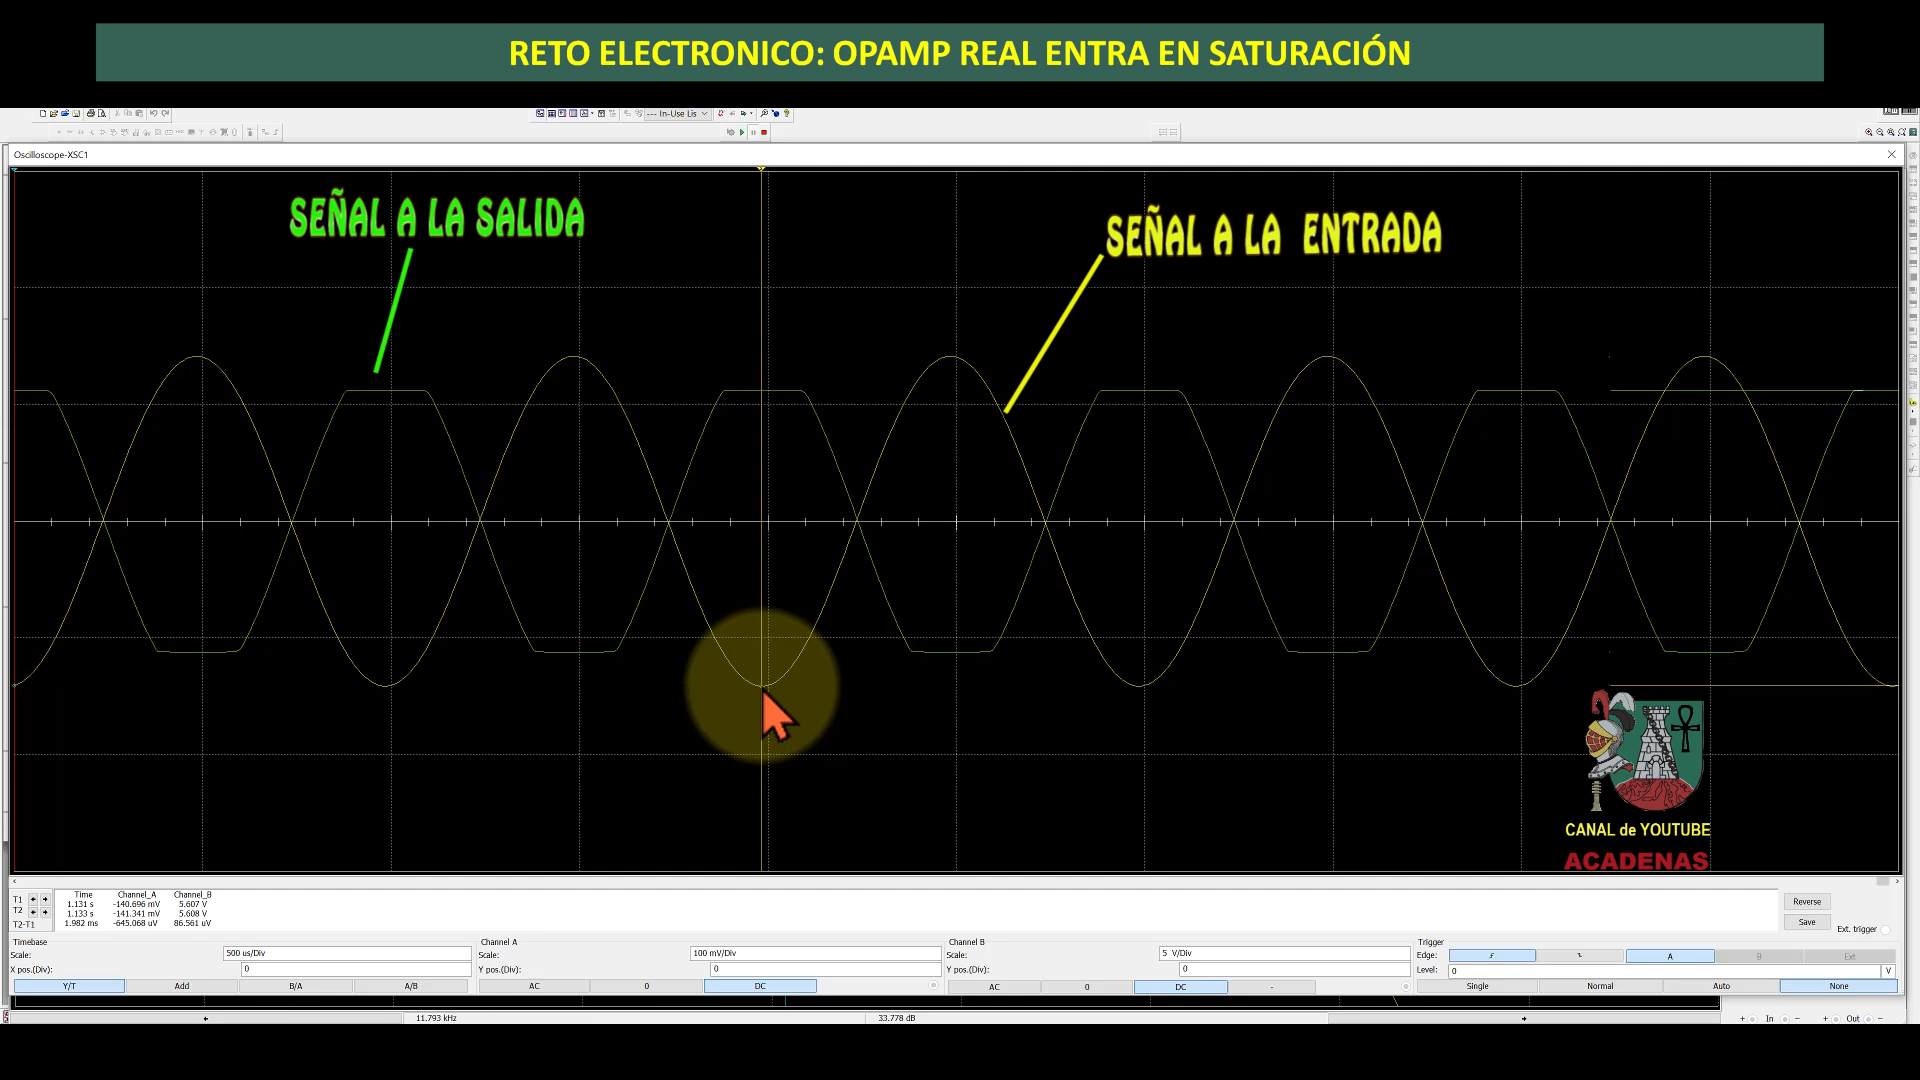 RETO ELECTRONICO: OPAMP REAL ENTRA EN SATURACIÓN
--- In-Use Lis
Oscilloscope-XSC1
SEÑAL A LA SALIDA
SEÑAL A LA ENTRADA
CANAL de YOUTUBE
ACADENAS
Time Channel_A Channel_B
T1 1.131 s -140.696 mV 5.607 V
T2 1.133 s -141.341 mV 5.608 V
T2-T1 1.982 ms -645.068 uV 86.561 uV
Reverse
Save
Ext. trigger
Timebase Channel A Channel B Trigger
Scale: 500 us/Div Scale: 100 mV/Div Scale: 5 V/Div Edge: A B Ext
X pos.(Div): 0 Y pos.(Div): 0 Y pos.(Div): 0 Level: 0 V
Y/T Add B/A A/B AC 0 DC AC 0 DC - Single Normal Auto None
11.793 kHz 33.778 dB + In − + Out −